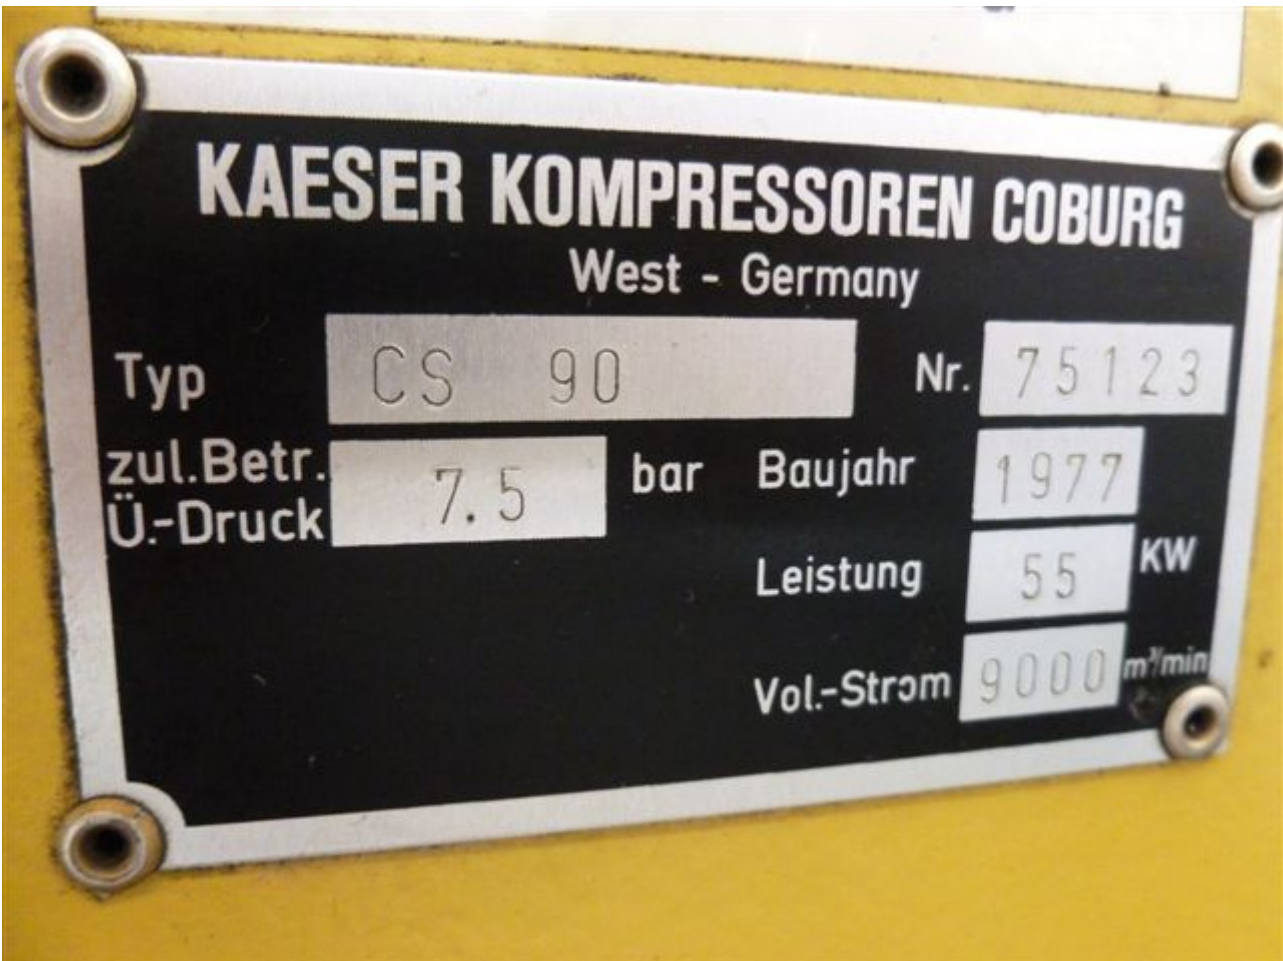 KAESER KOMPRESSOREN COBURG
West - Germany
Typ CS 90 Nr. 75123
zul.Betr.
Ü.-Druck 7.5 bar Baujahr 1977
Leistung 55 KW
Vol.-Strom 9000 m³/min